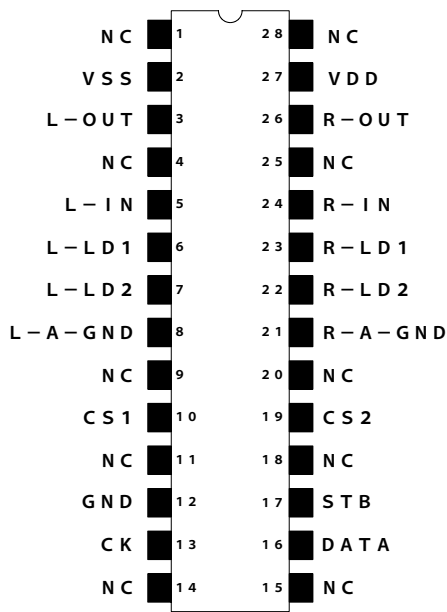 NC 1 28 NC
VSS 2 27 VDD
L-OUT 3 26 R-OUT
NC 4 25 NC
L-IN 5 24 R-IN
L-LD1 6 23 R-LD1
L-LD2 7 22 R-LD2
L-A-GND 8 21 R-A-GND
NC 9 20 NC
CS1 10 19 CS2
NC 11 18 NC
GND 12 17 STB
CK 13 16 DATA
NC 14 15 NC